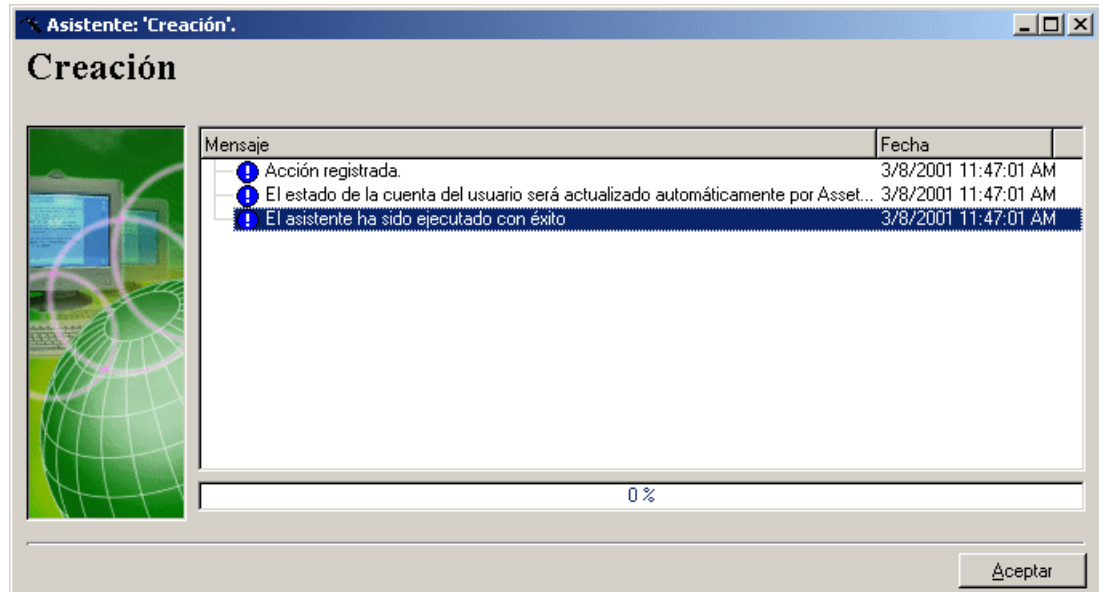 Asistente: 'Creación'.
Creación
Mensaje Fecha
Acción registrada. 3/8/2001 11:47:01 AM
El estado de la cuenta del usuario será actualizado automáticamente por Asset... 3/8/2001 11:47:01 AM
El asistente ha sido ejecutado con éxito 3/8/2001 11:47:01 AM
0 %
Aceptar